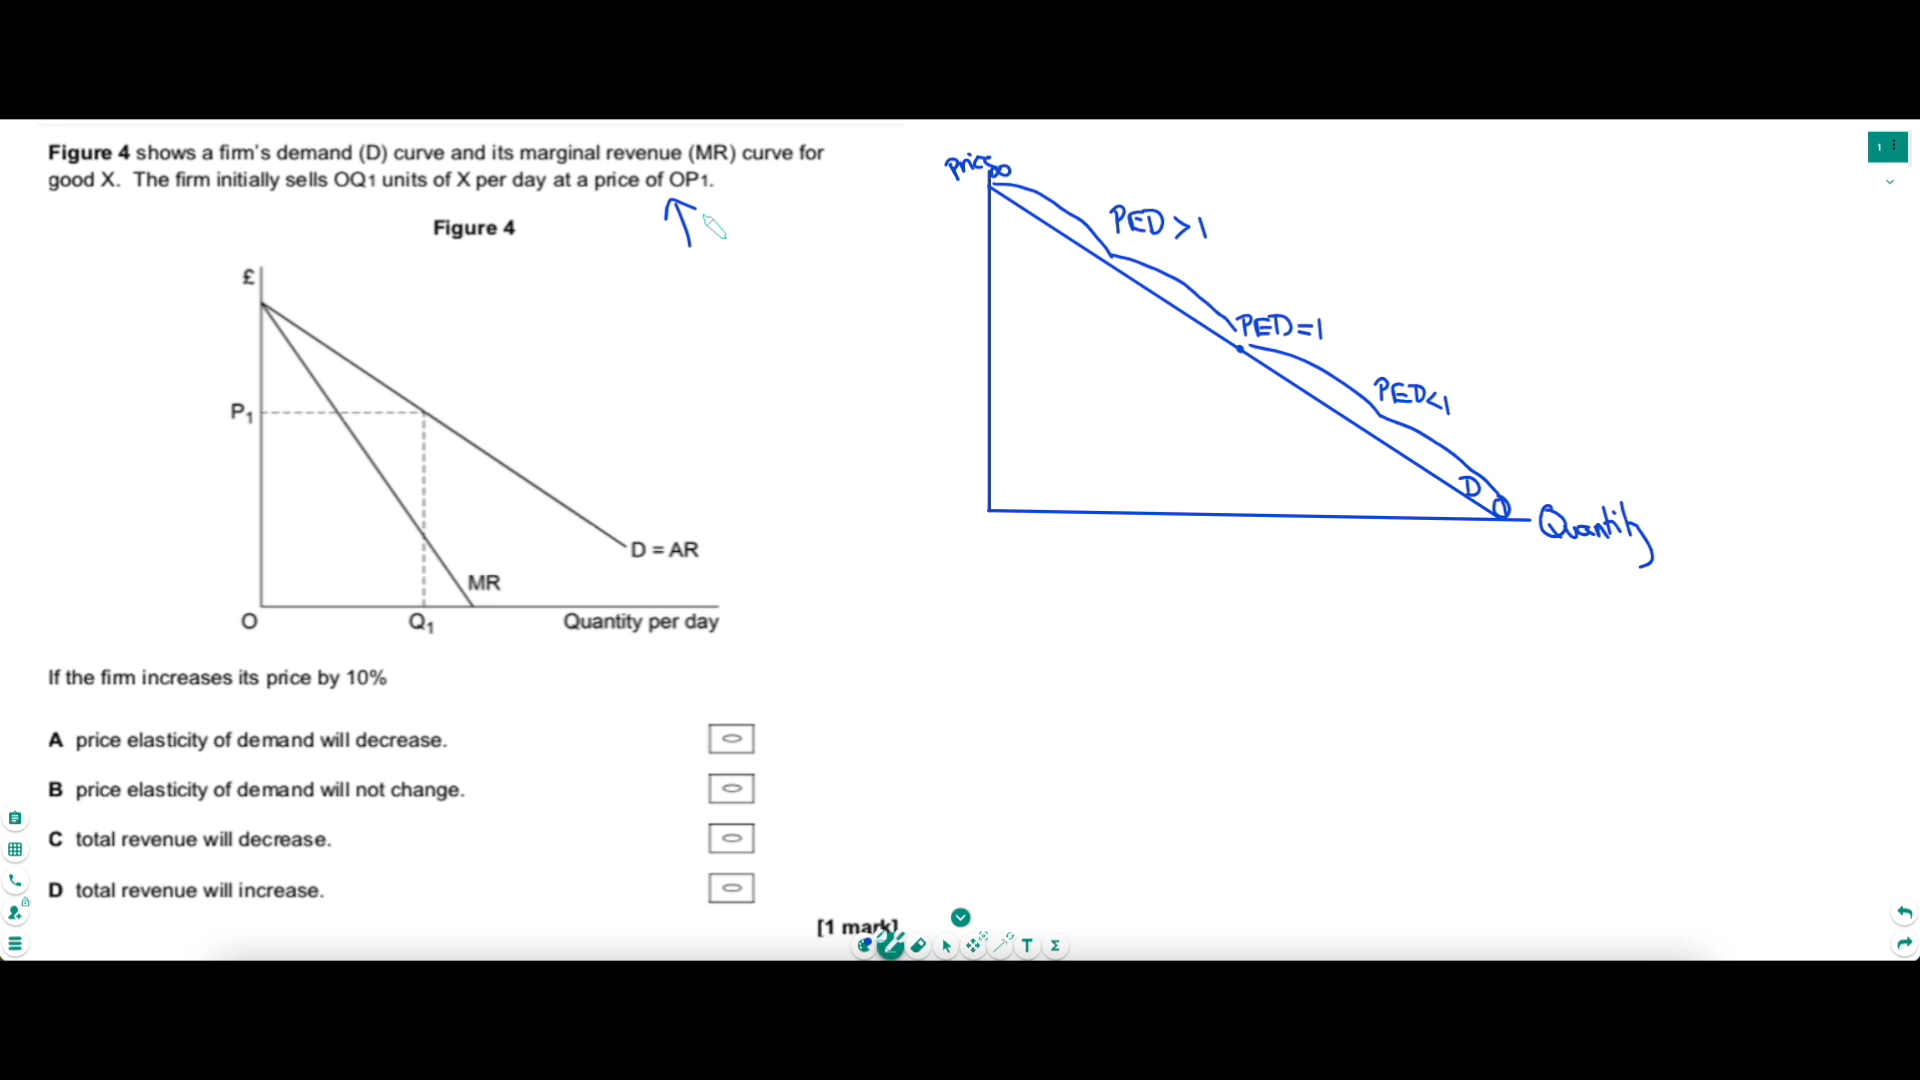 Figure 4 shows a firm's demand (D) curve and its marginal revenue (MR) curve for
good X. The firm initially sells OQ1 units of X per day at a price of OP1.
Figure 4
£
P1
D = AR
MR
O
Q1
Quantity per day
If the firm increases its price by 10%
A price elasticity of demand will decrease.
B price elasticity of demand will not change.
C total revenue will decrease.
D total revenue will increase.
[1 mark]
price
∞
PED > 1
PED = 1
PED < 1
D
0
Quantity
1
T
Σ